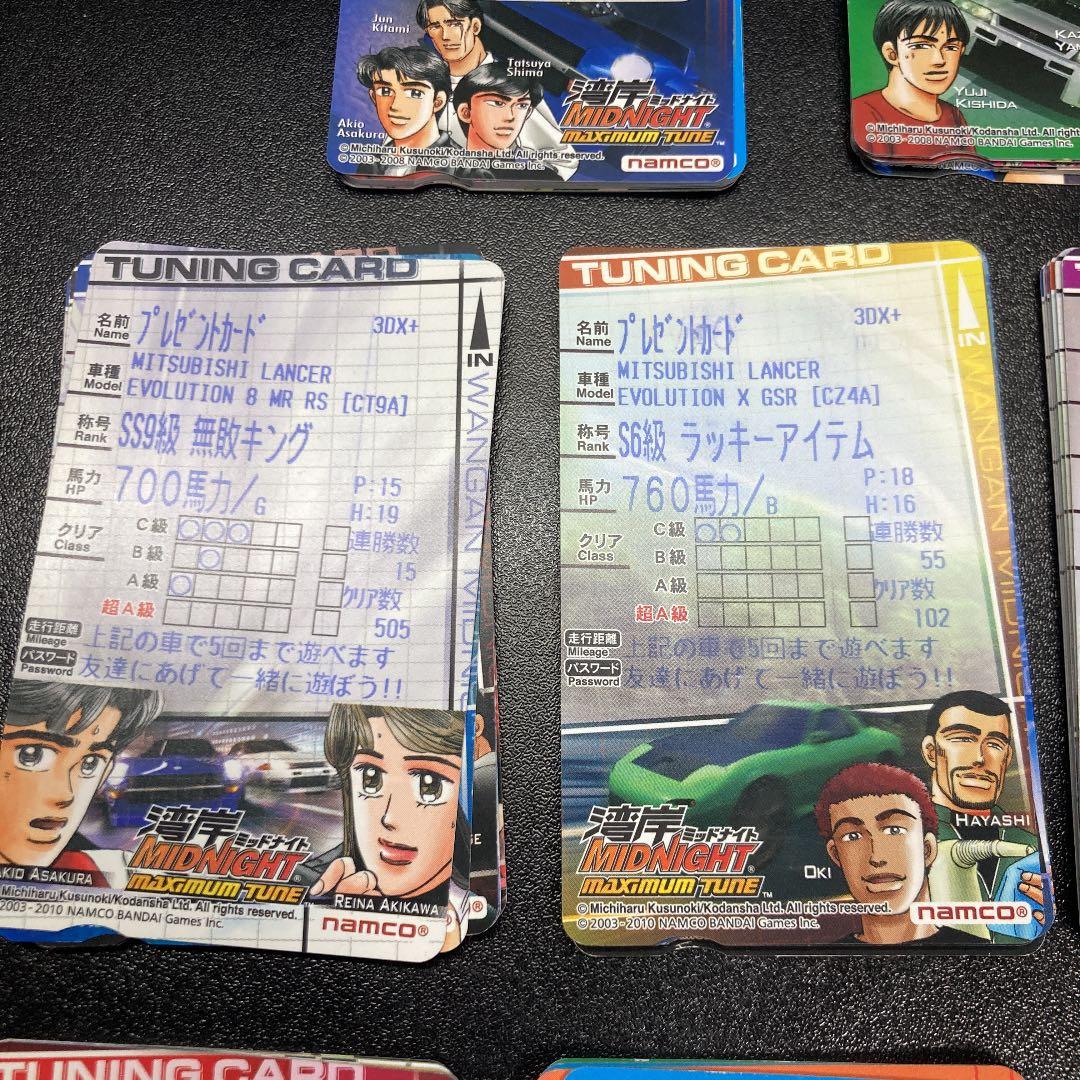 Jun
Kitami
Tatsuya
Shima
Akio
Asakura
湾岸
ミッドナイト
MIDNIGHT
MAXIMUM TUNE™
© Michiharu Kusunoki/Kodansha Ltd. All rights reserved.
© 2003-2008 NAMCO BANDAI Games Inc.
namco®
YUJI
KISHIDA
© Michiharu Kusunoki/Kodansha Ltd. All
© 2003-2008 NAMCO BANDAI Games Inc.
TUNING CARD
名前
Name
プレゼントカード
3DX+
車種
Model
MITSUBISHI LANCER
EVOLUTION 8 MR RS [CT9A]
称号
Rank
SS9級 無敗キング
馬力
HP
700馬力/G
P:15
H:19
クリア
Class
C級
B級
A級
超A級
連勝数
15
クリア数
505
走行距離
Mileage
パスワード
Password
上記の車で5回まで遊べます
友達にあげて一緒に遊ぼう!!
IN WANGAN
AKIO ASAKURA
REINA AKIKAWA
湾岸
ミッドナイト
MIDNIGHT
MAXIMUM TUNE™
Michiharu Kusunoki/Kodansha Ltd. All rights reserved.
2003-2010 NAMCO BANDAI Games Inc.
namco®
TUNING CARD
名前
Name
プレゼントカード
3DX+
車種
Model
MITSUBISHI LANCER
EVOLUTION X GSR [CZ4A]
称号
Rank
S6級 ラッキーアイテム
馬力
HP
760馬力/B
P:18
H:16
クリア
Class
C級
B級
A級
超A級
連勝数
55
クリア数
102
走行距離
Mileage
パスワード
Password
上記の車で5回まで遊べます
友達にあげて一緒に遊ぼう!!
IN WANGAN MIDNI
HAYASHI
OKI
湾岸
ミッドナイト
MIDNIGHT
MAXIMUM TUNE™
© Michiharu Kusunoki/Kodansha Ltd. All rights reserved.
© 2003-2010 NAMCO BANDAI Games Inc.
namco®
TUNING CARD